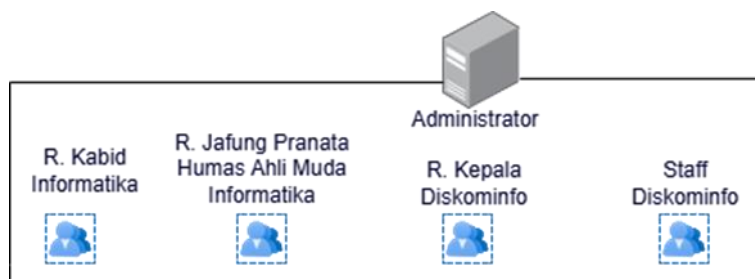 Administrator
R. Kabid
Informatika
R. Jafung Pranata
Humas Ahli Muda
Informatika
R. Kepala
Diskominfo
Staff
Diskominfo